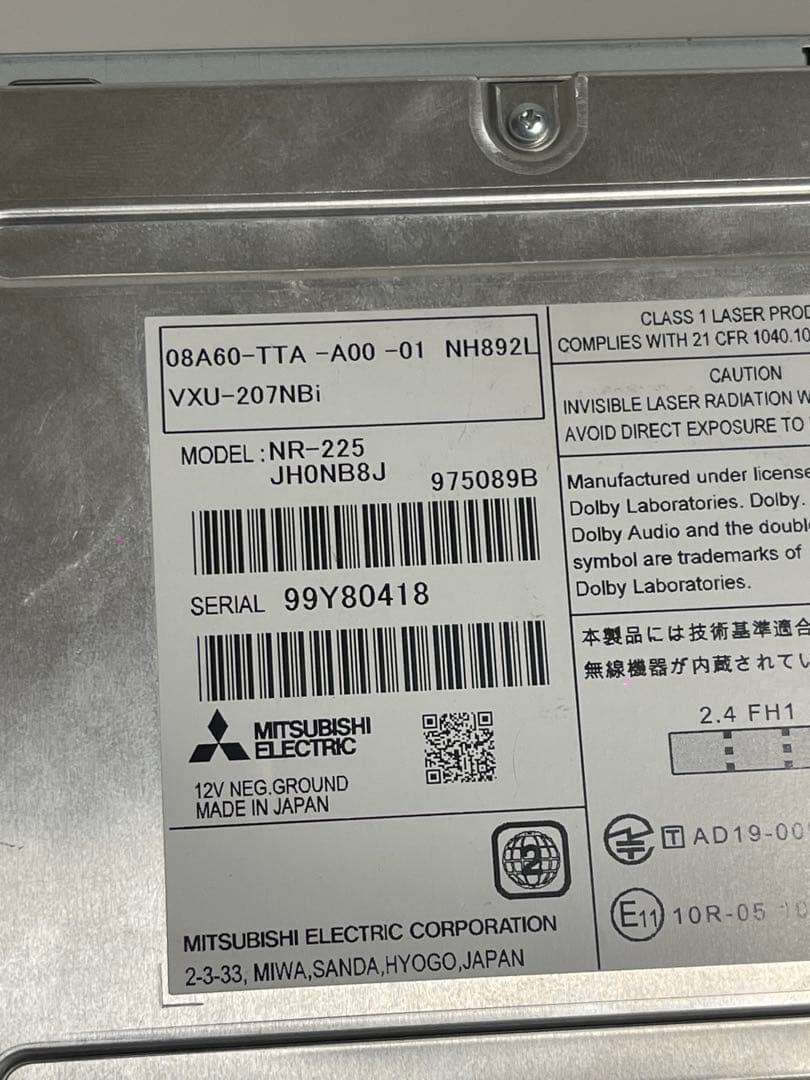 08A60-TTA -A00 -01 NH892L
VXU-207NBi
MODEL : NR-225
JH0NB8J 975089B
SERIAL 99Y80418
MITSUBISHI
ELECTRIC
12V NEG.GROUND
MADE IN JAPAN
2
MITSUBISHI ELECTRIC CORPORATION
2-3-33, MIWA,SANDA,HYOGO,JAPAN
CLASS 1 LASER PROD
COMPLIES WITH 21 CFR 1040.10
CAUTION
INVISIBLE LASER RADIATION W
AVOID DIRECT EXPOSURE TO
Manufactured under license
Dolby Laboratories. Dolby.
Dolby Audio and the double
symbol are trademarks of
Dolby Laboratories.
本製品には技術基準適合
無線機器が内蔵されてい
2.4 FH1
T AD19-00
E11 10R-05 10